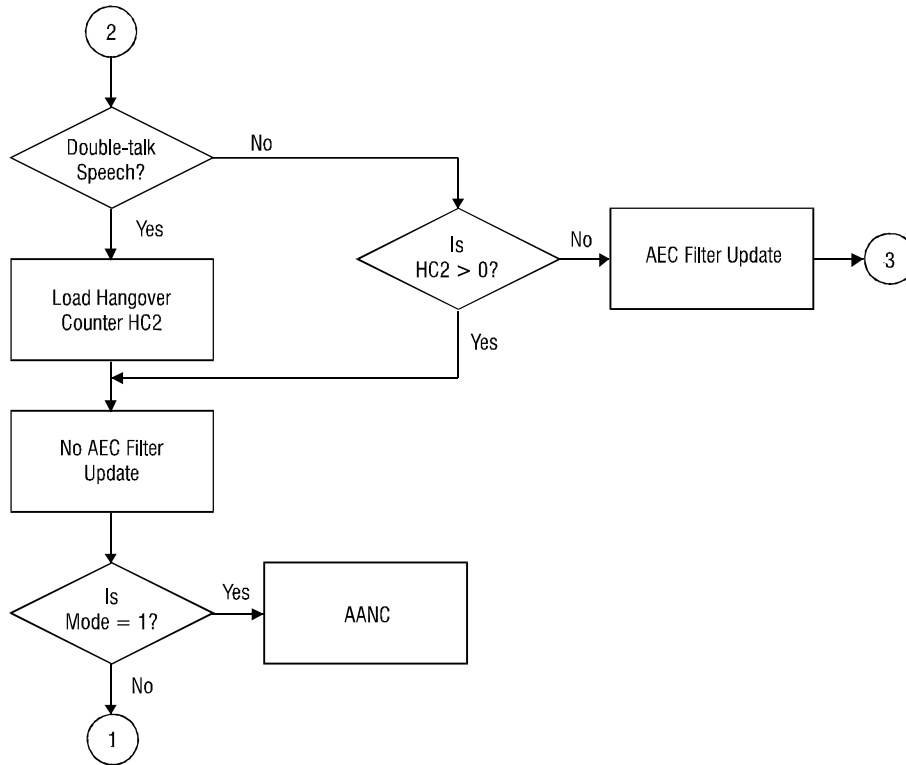 2
Double-talk
Speech?
No
Yes
Is
HC2 > 0?
No
AEC Filter Update
3
Load Hangover
Counter HC2
Yes
No AEC Filter
Update
Is
Mode = 1?
Yes
AANC
No
1